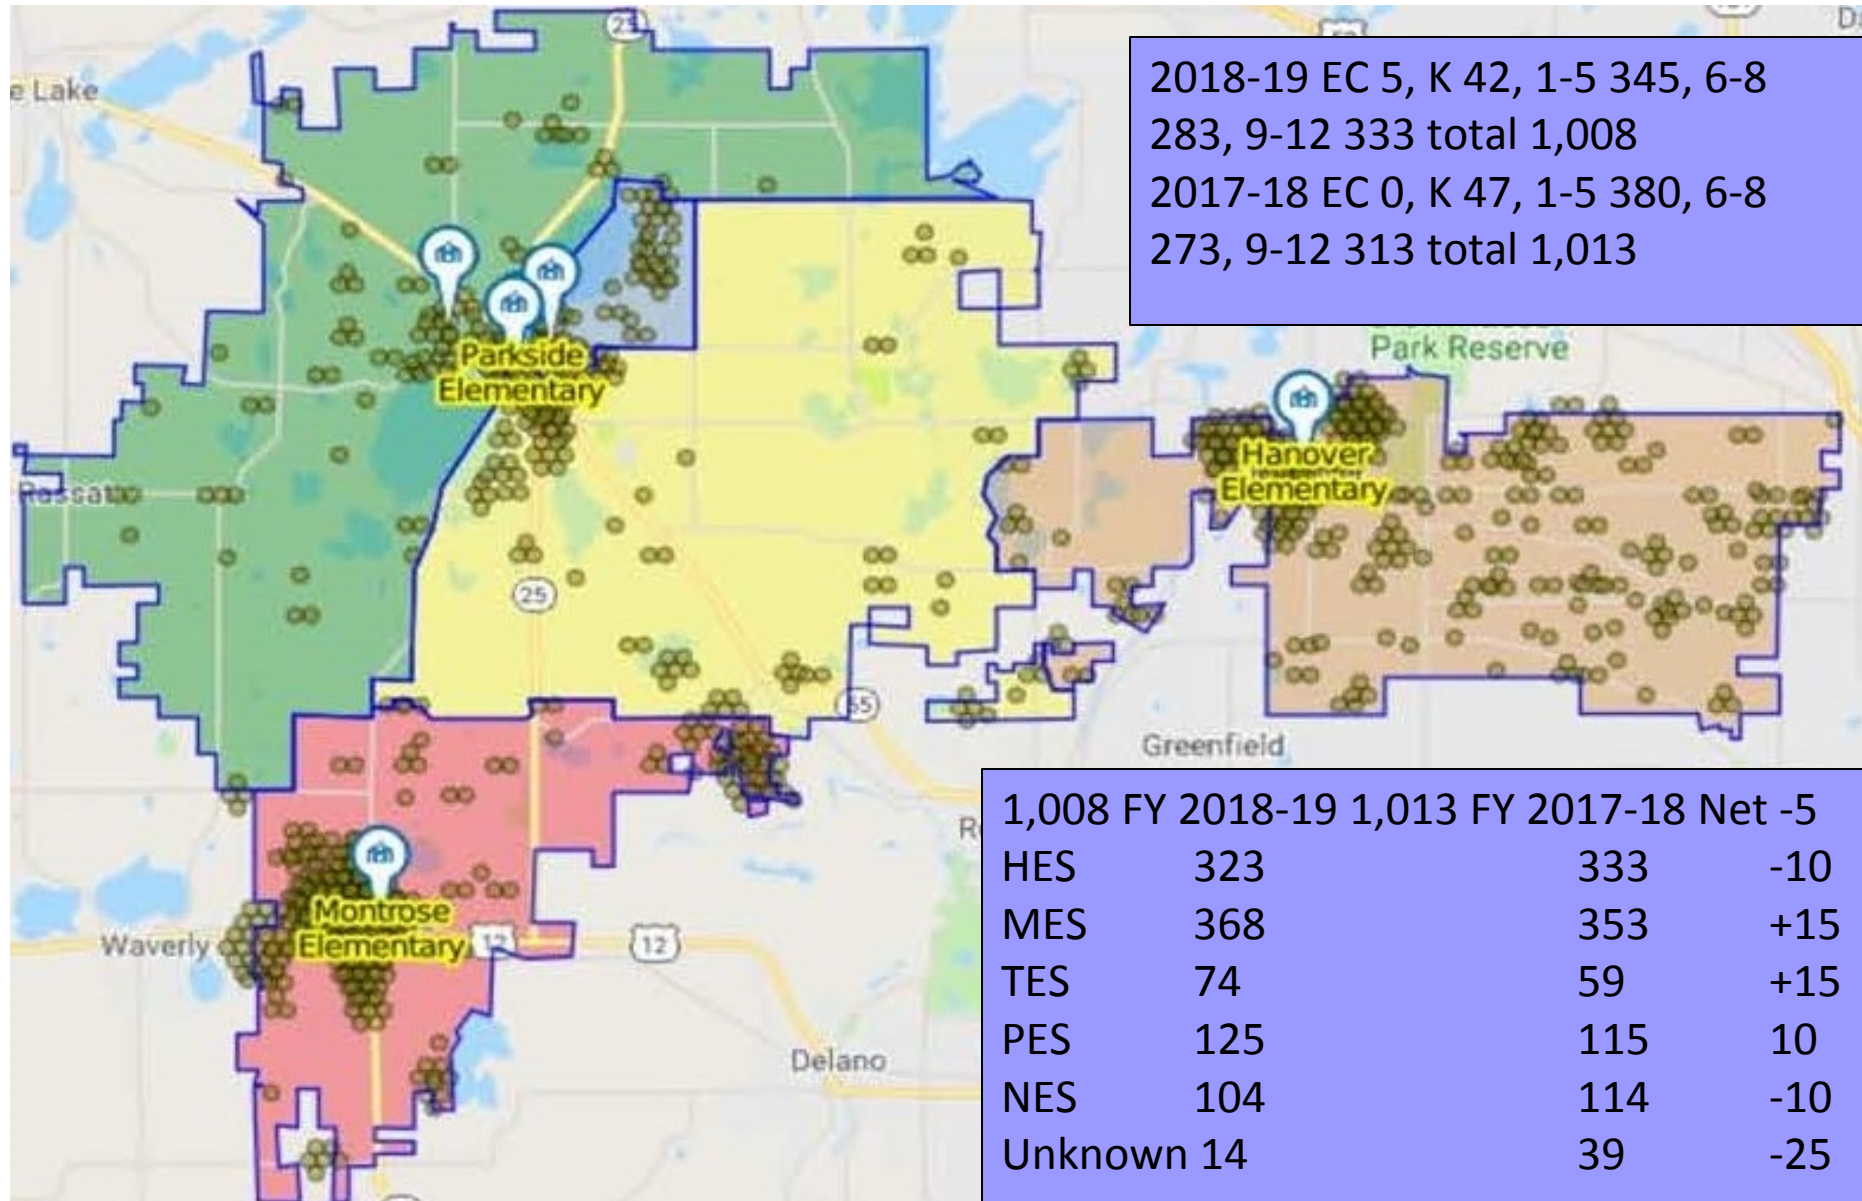 25
e Lake
2018-19 EC 5, K 42, 1-5 345, 6-8
283, 9-12 333 total 1,008
2017-18 EC 0, K 47, 1-5 380, 6-8
273, 9-12 313 total 1,013
Park Reserve
Parkside
Elementary
Hanover
Elementary
Rassat
25
55
Greenfield
1,008 FY 2018-19 1,013 FY 2017-18 Net -5
HES 323 333 -10
MES 368 353 +15
TES 74 59 +15
PES 125 115 10
NES 104 114 -10
Unknown 14 39 -25
Montrose
Elementary
Waverly
12
12
Delano